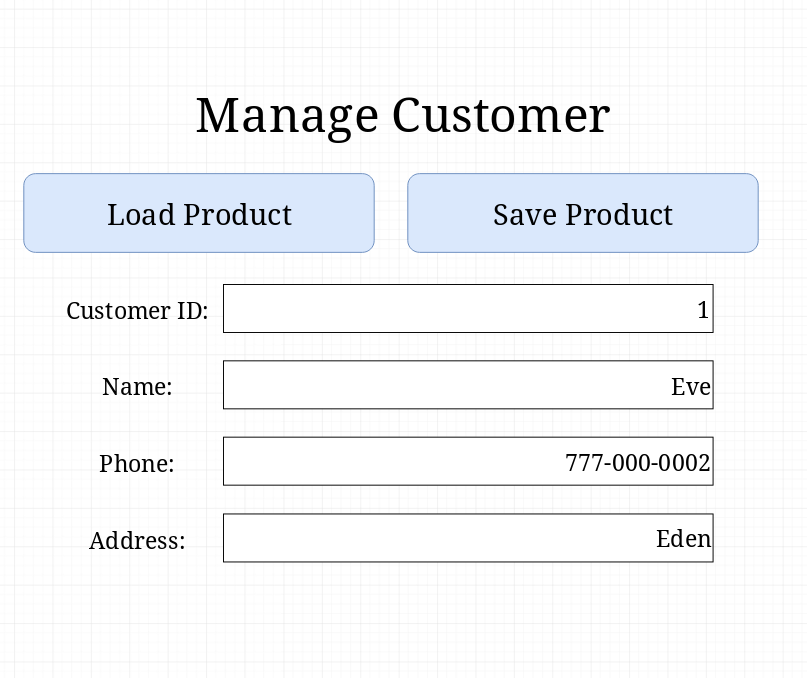 Manage Customer
Load Product Save Product
Customer ID: 1
Name: Eve
Phone: 777-000-0002
Address: Eden